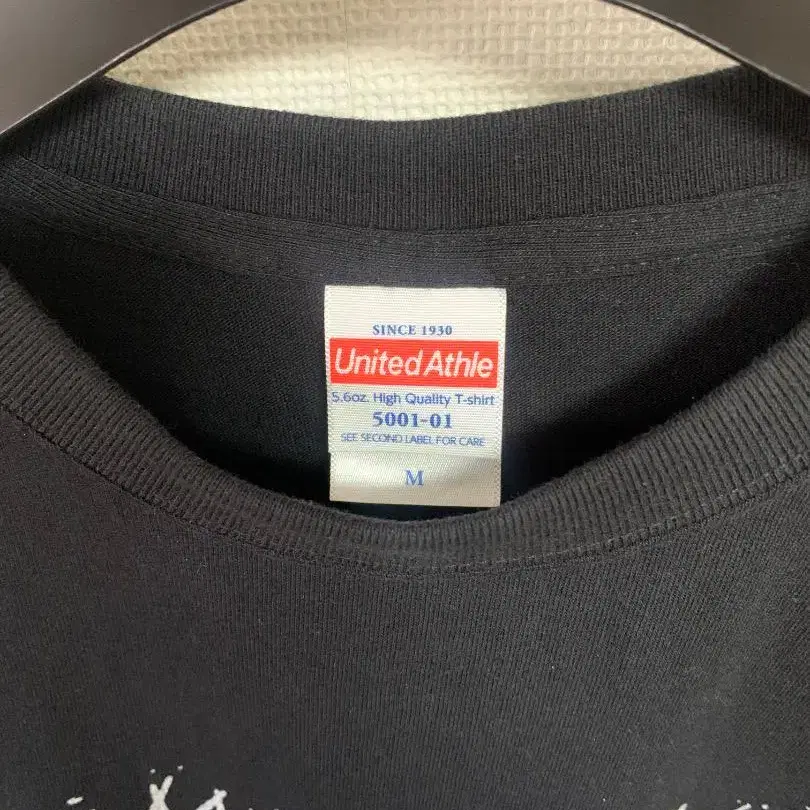 SINCE 1930
United Athle
5.6oz. High Quality T-shirt
5001-01
SEE SECOND LABEL FOR CARE
M